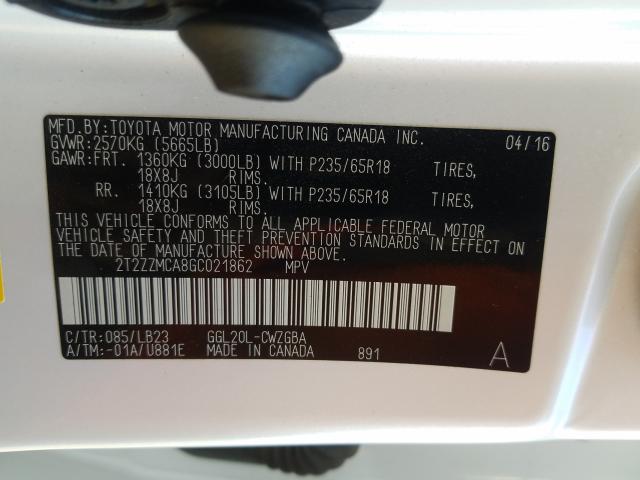 MFD.BY:TOYOTA MOTOR MANUFACTURING CANADA INC. 04/16
GVWR:2570KG (5665LB)
GAWR:FRT. 1360KG (3000LB) WITH P235/65R18 TIRES,
18X8J RIMS.
RR. 1410KG (3105LB) WITH P235/65R18 TIRES,
18X8J RIMS.
THIS VEHICLE CONFORMS TO ALL APPLICABLE FEDERAL MOTOR
VEHICLE SAFETY AND THEFT PREVENTION STANDARDS IN EFFECT ON
THE DATE OF MANUFACTURE SHOWN ABOVE.
2T2ZZMCA8GC021862 MPV
C/TR:085/LB23 GGL20L-CWZGBA
A/TM:-01A/U881E MADE IN CANADA 891 A